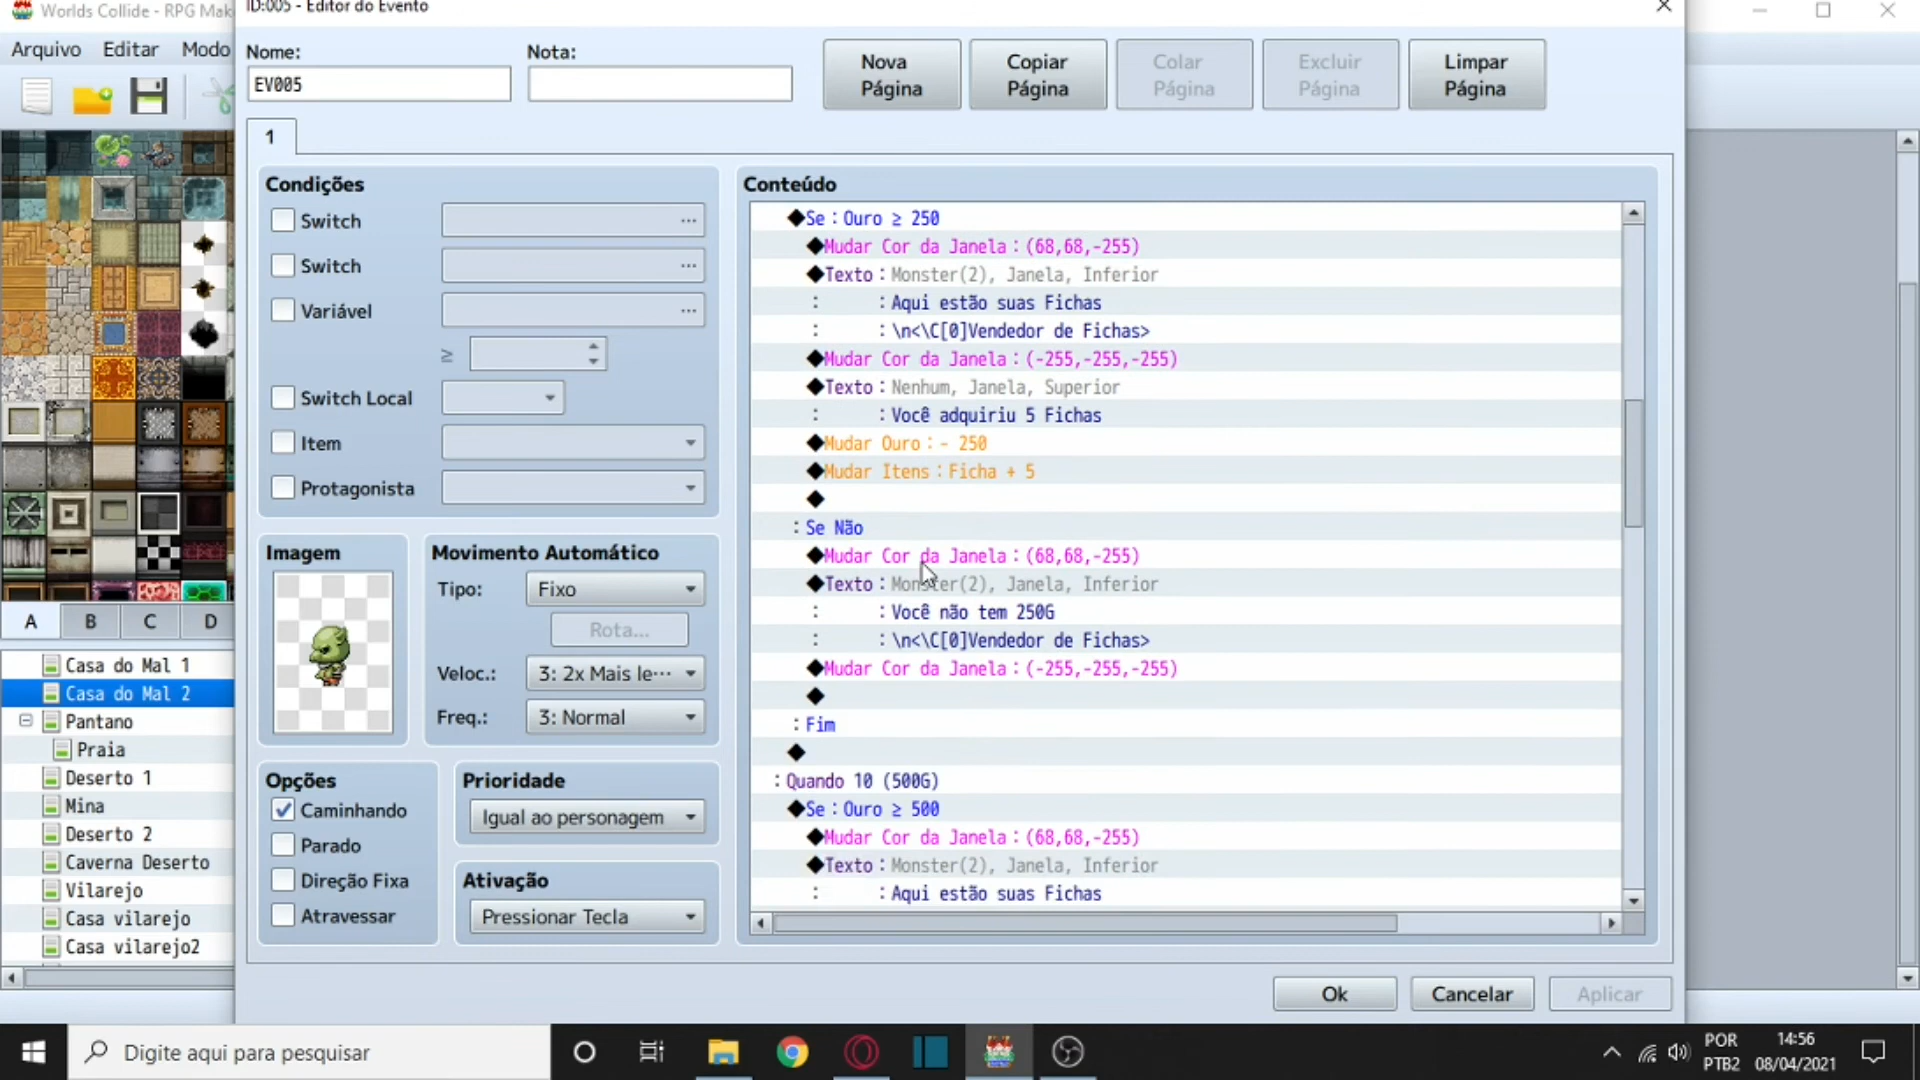 Worlds Collide - RPG Mak
ID:005 - Editor do Evento
Arquivo Editar Modo
Nome:
Nota:
EV005
Nova Página
Copiar Página
Colar Página
Excluir Página
Limpar Página
1
Condições
Switch
Switch
Variável
≥
Switch Local
Item
Protagonista
Imagem
Movimento Automático
Tipo: Fixo
Rota...
Veloc.: 3: 2x Mais le···
Freq.: 3: Normal
Opções
Caminhando
Parado
Direção Fixa
Atravessar
Prioridade
Igual ao personagem
Ativação
Pressionar Tecla
Conteúdo
◆Se：Ouro ≥ 250
◆Mudar Cor da Janela：(68,68,-255)
◆Texto：Monster(2), Janela, Inferior
：：Aqui estão suas Fichas
：：\n<\C[0]Vendedor de Fichas>
◆Mudar Cor da Janela：(-255,-255,-255)
◆Texto：Nenhum, Janela, Superior
：：Você adquiriu 5 Fichas
◆Mudar Ouro：- 250
◆Mudar Itens：Ficha + 5
◆
：Se Não
◆Mudar Cor da Janela：(68,68,-255)
◆Texto：Monster(2), Janela, Inferior
：：Você não tem 250G
：：\n<\C[0]Vendedor de Fichas>
◆Mudar Cor da Janela：(-255,-255,-255)
◆
：Fim
◆
：Quando 10 (500G)
◆Se：Ouro ≥ 500
◆Mudar Cor da Janela：(68,68,-255)
◆Texto：Monster(2), Janela, Inferior
：：Aqui estão suas Fichas
A B C D
Casa do Mal 1
Casa do Mal 2
Pantano
Praia
Deserto 1
Mina
Deserto 2
Caverna Deserto
Vilarejo
Casa vilarejo
Casa vilarejo2
Ok
Cancelar
Aplicar
Digite aqui para pesquisar
POR
PTB2
14:56
08/04/2021